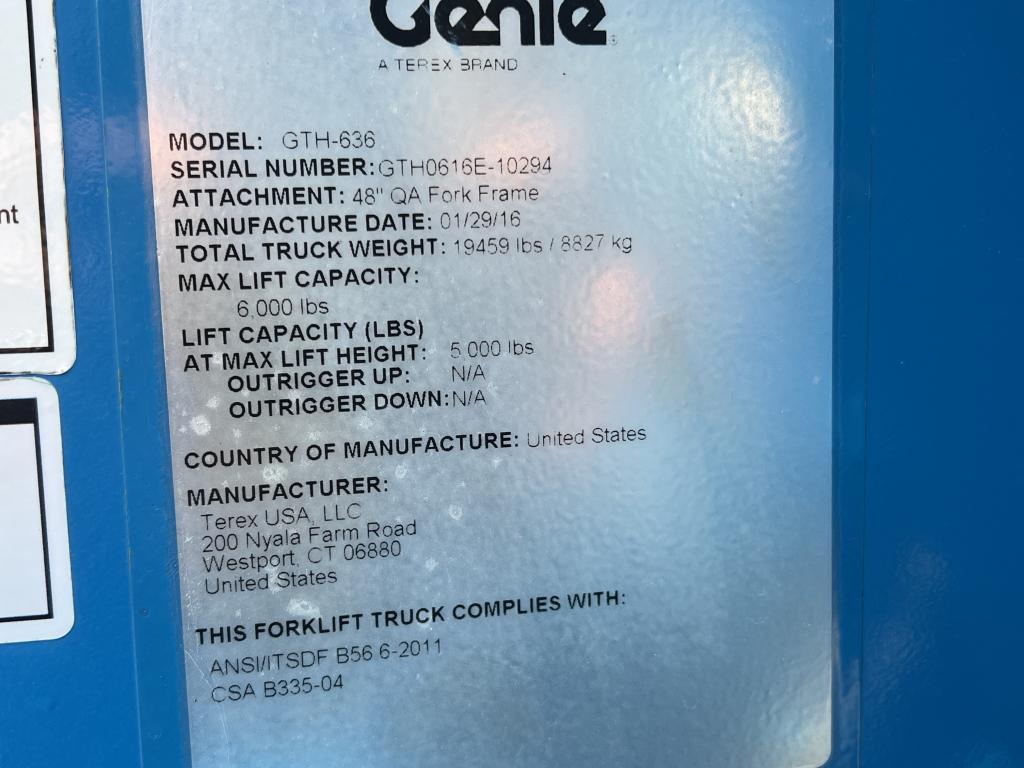 nt
Genie®
A TEREX BRAND
MODEL: GTH-636
SERIAL NUMBER: GTH0616E-10294
ATTACHMENT: 48" QA Fork Frame
MANUFACTURE DATE: 01/29/16
TOTAL TRUCK WEIGHT: 19459 lbs / 8827 kg
MAX LIFT CAPACITY:
6,000 lbs
LIFT CAPACITY (LBS)
AT MAX LIFT HEIGHT: 5,000 lbs
OUTRIGGER UP: N/A
OUTRIGGER DOWN: N/A
COUNTRY OF MANUFACTURE: United States
MANUFACTURER:
Terex USA, LLC
200 Nyala Farm Road
Westport, CT 06880
United States
THIS FORKLIFT TRUCK COMPLIES WITH:
ANSI/ITSDF B56.6-2011
CSA B335-04